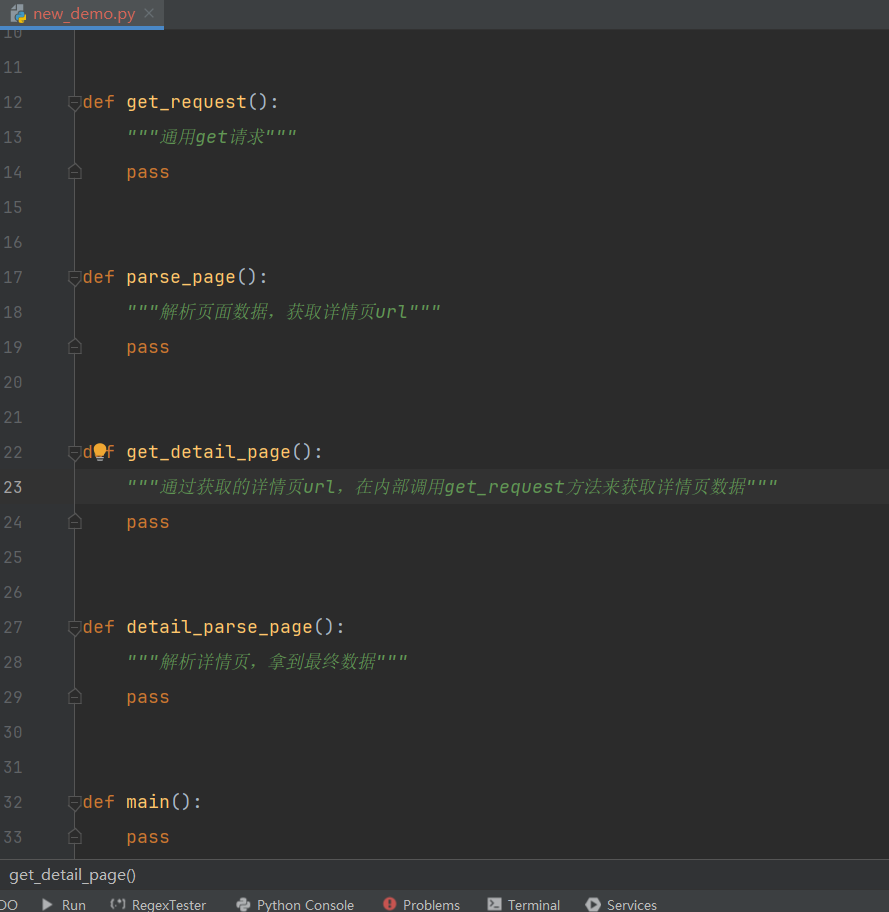 new_demo.py
10
11
12 def get_request():
13 """通用get请求"""
14 pass
15
16
17 def parse_page():
18 """解析页面数据，获取详情页url"""
19 pass
20
21
22 def get_detail_page():
23 """通过获取的详情页url，在内部调用get_request方法来获取详情页数据"""
24 pass
25
26
27 def detail_parse_page():
28 """解析详情页，拿到最终数据"""
29 pass
30
31
32 def main():
33 pass
get_detail_page()
DO Run RegexTester Python Console Problems Terminal Services